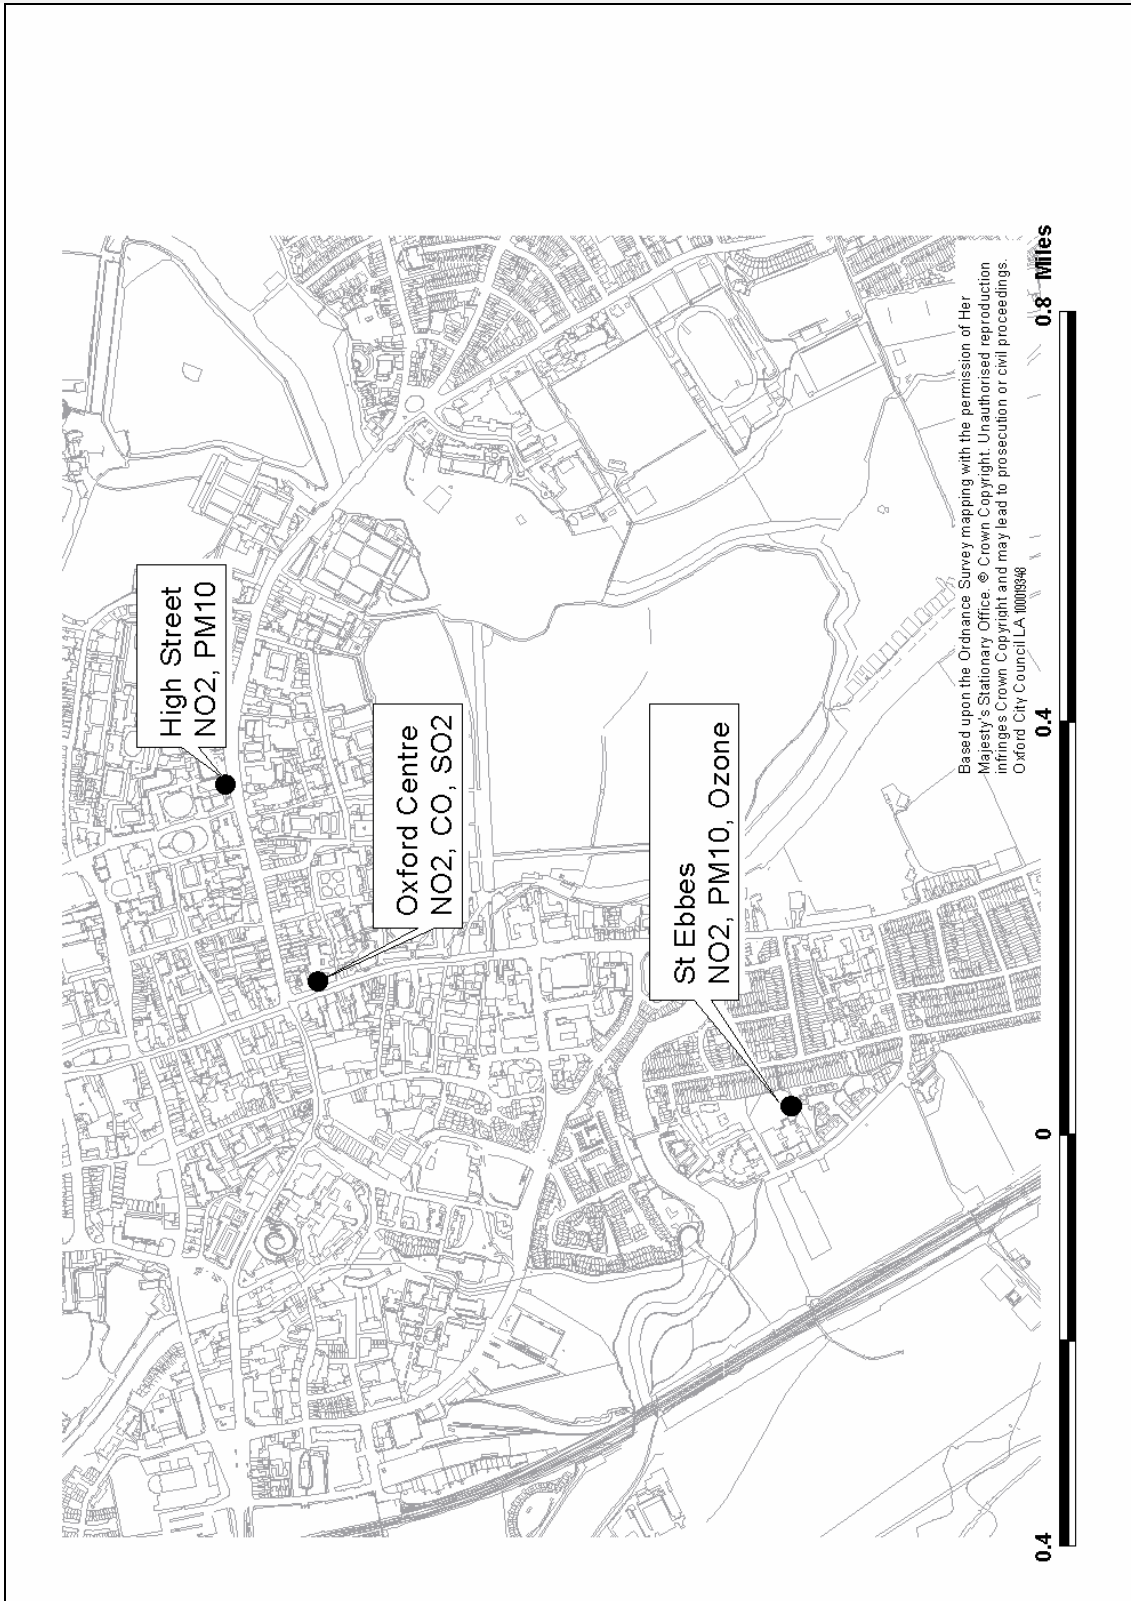 High Street
NO2, PM10
Oxford Centre
NO2, CO, SO2
St Ebbes
NO2, PM10, Ozone
Based upon the Ordnance Survey mapping with the permission of Her
Majesty's Stationary Office. © Crown Copyright. Unauthorised reproduction
infringes Crown Copyright and may lead to prosecution or civil proceedings.
Oxford City Council LA 100019348
0.4 0 0.4 0.8 Miles